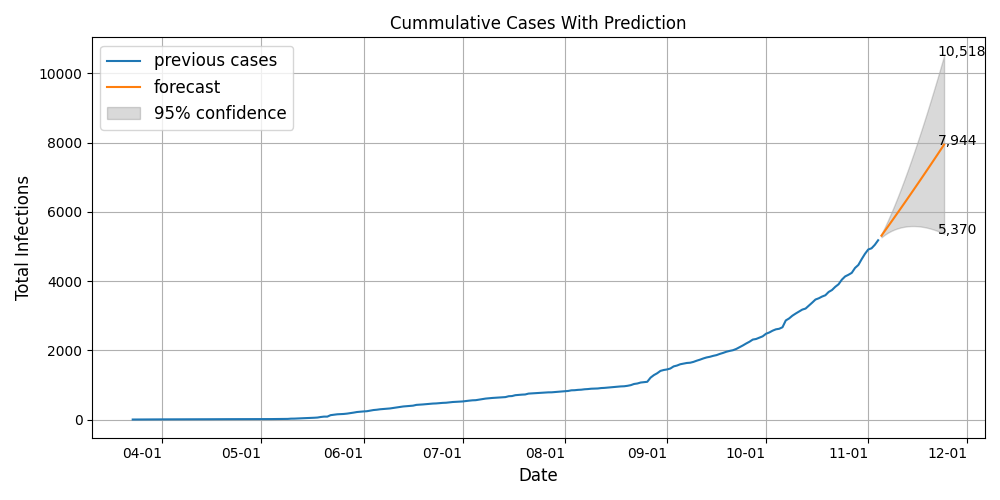 Cummulative Cases With Prediction
previous cases
forecast
95% confidence
10,518
7,944
5,370
10000
8000
6000
4000
2000
0
Total Infections
04-01 05-01 06-01 07-01 08-01 09-01 10-01 11-01 12-01
Date